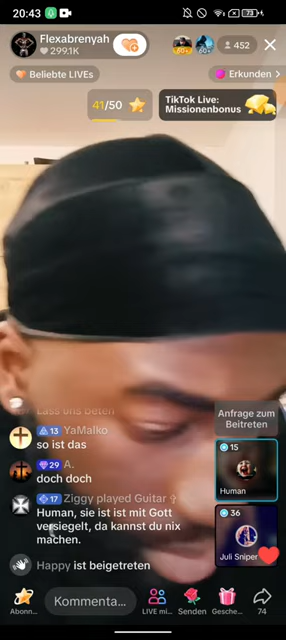 20:43
73
Flexabrenyah
299.1K
60+
60+
452
Beliebte LIVEs
Erkunden >
41/50
TikTok Live:
Missionenbonus
Lass uns beten
13 YaMalko
so ist das
29 A.
doch doch
17 Ziggy played Guitar
Human, sie ist ist mit Gott
versiegelt, da kannst du nix
machen.
Happy ist beigetreten
Anfrage zum
Beitreten
15
Human
36
Juli Sniper
Abonn...
Kommenta...
LIVE mi...
Senden
Gesche...
74